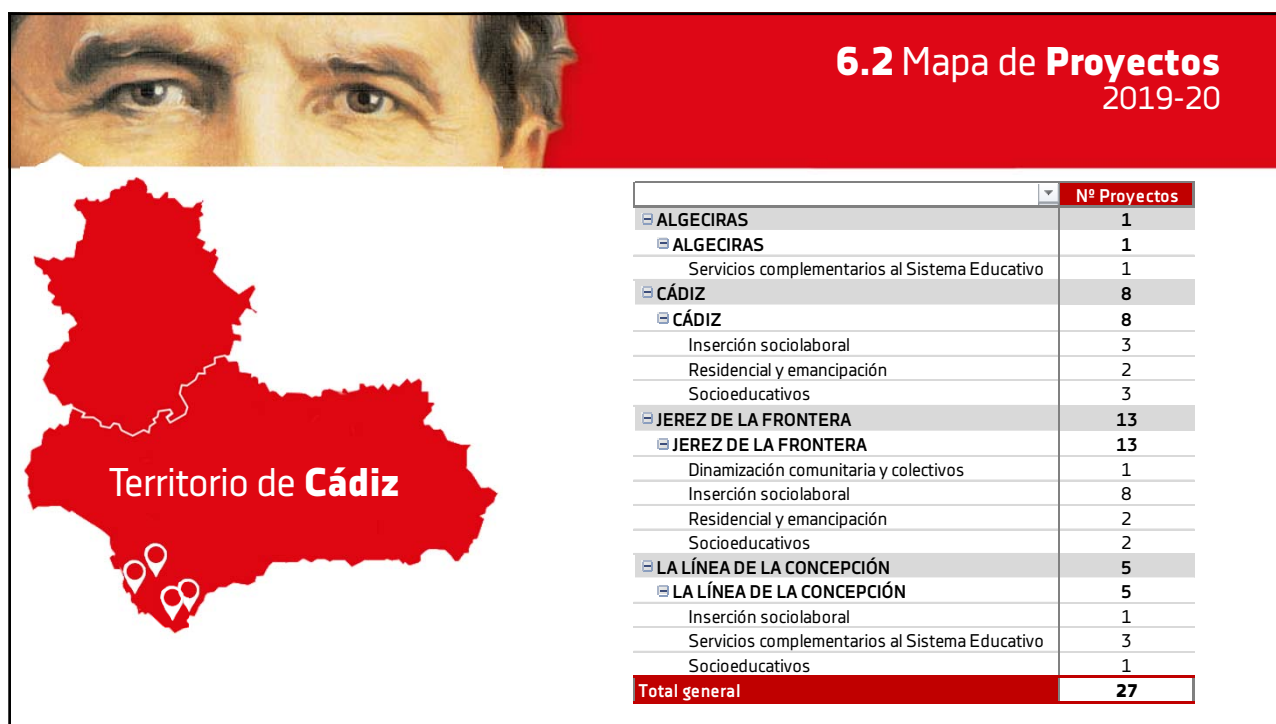 6.2 Mapa de Proyectos
2019-20
Territorio de Cádiz
Nº Proyectos
ALGECIRAS 1
ALGECIRAS 1
Servicios complementarios al Sistema Educativo 1
CÁDIZ 8
CÁDIZ 8
Inserción sociolaboral 3
Residencial y emancipación 2
Socioeducativos 3
JEREZ DE LA FRONTERA 13
JEREZ DE LA FRONTERA 13
Dinamización comunitaria y colectivos 1
Inserción sociolaboral 8
Residencial y emancipación 2
Socioeducativos 2
LA LÍNEA DE LA CONCEPCIÓN 5
LA LÍNEA DE LA CONCEPCIÓN 5
Inserción sociolaboral 1
Servicios complementarios al Sistema Educativo 3
Socioeducativos 1
Total general 27